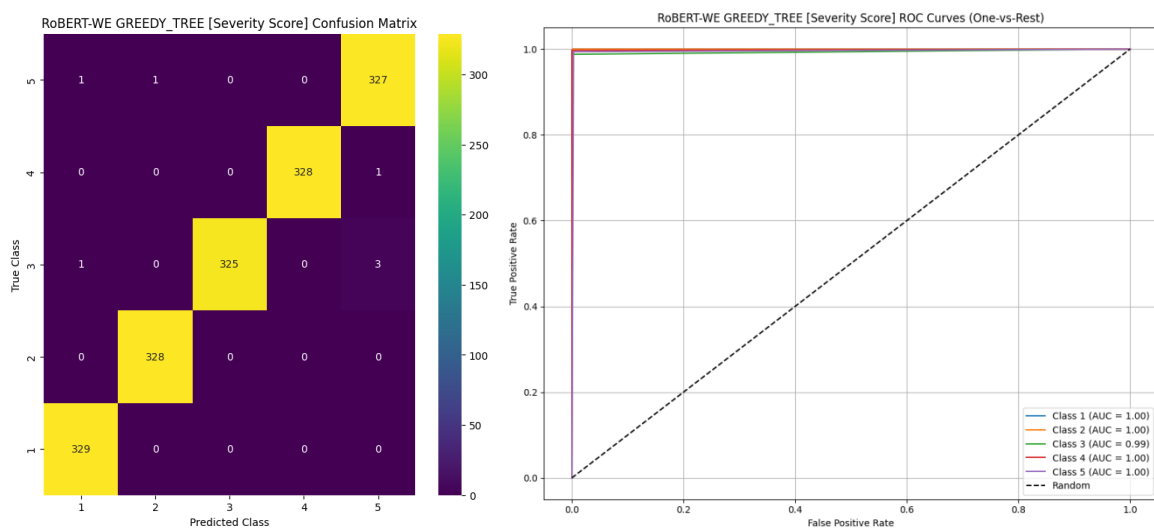 RoBERT-WE GREEDY_TREE [Severity Score] Confusion Matrix
5 1 1 0 0 327
4 0 0 0 328 1
3 1 0 325 0 3
2 0 328 0 0 0
1 329 0 0 0 0
1 2 3 4 5
True Class
Predicted Class
300
250
200
150
100
50
0
RoBERT-WE GREEDY_TREE [Severity Score] ROC Curves (One-vs-Rest)
1.0
0.8
0.6
0.4
0.2
0.0
True Positive Rate
0.0 0.2 0.4 0.6 0.8 1.0
False Positive Rate
Class 1 (AUC = 1.00)
Class 2 (AUC = 1.00)
Class 3 (AUC = 0.99)
Class 4 (AUC = 1.00)
Class 5 (AUC = 1.00)
Random